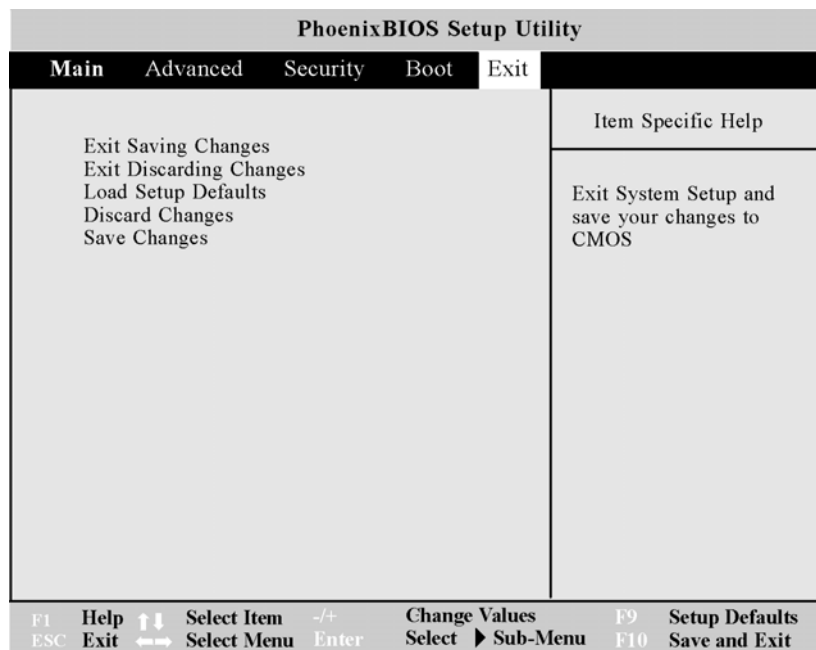 PhoenixBIOS Setup Utility
Main Advanced Security Boot Exit
Exit Saving Changes
Exit Discarding Changes
Load Setup Defaults
Discard Changes
Save Changes
Item Specific Help
Exit System Setup and
save your changes to
CMOS
F1 Help ↑↓ Select Item -/+ Change Values F9 Setup Defaults
ESC Exit ←→ Select Menu Enter Select ▶ Sub-Menu F10 Save and Exit